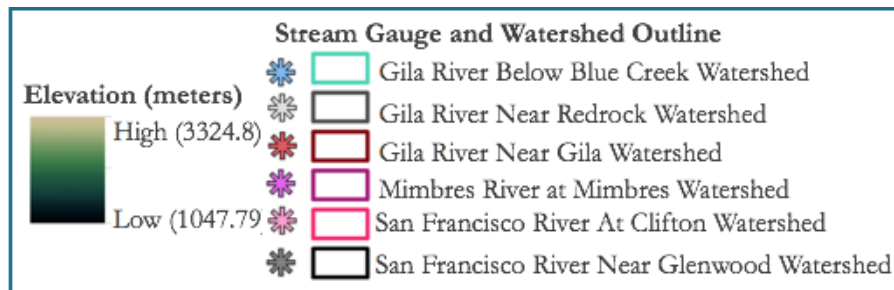 Stream Gauge and Watershed Outline
Gila River Below Blue Creek Watershed
Elevation (meters)
Gila River Near Redrock Watershed
High (3324.8)
Gila River Near Gila Watershed
Mimbres River at Mimbres Watershed
Low (1047.79)
San Francisco River At Clifton Watershed
San Francisco River Near Glenwood Watershed